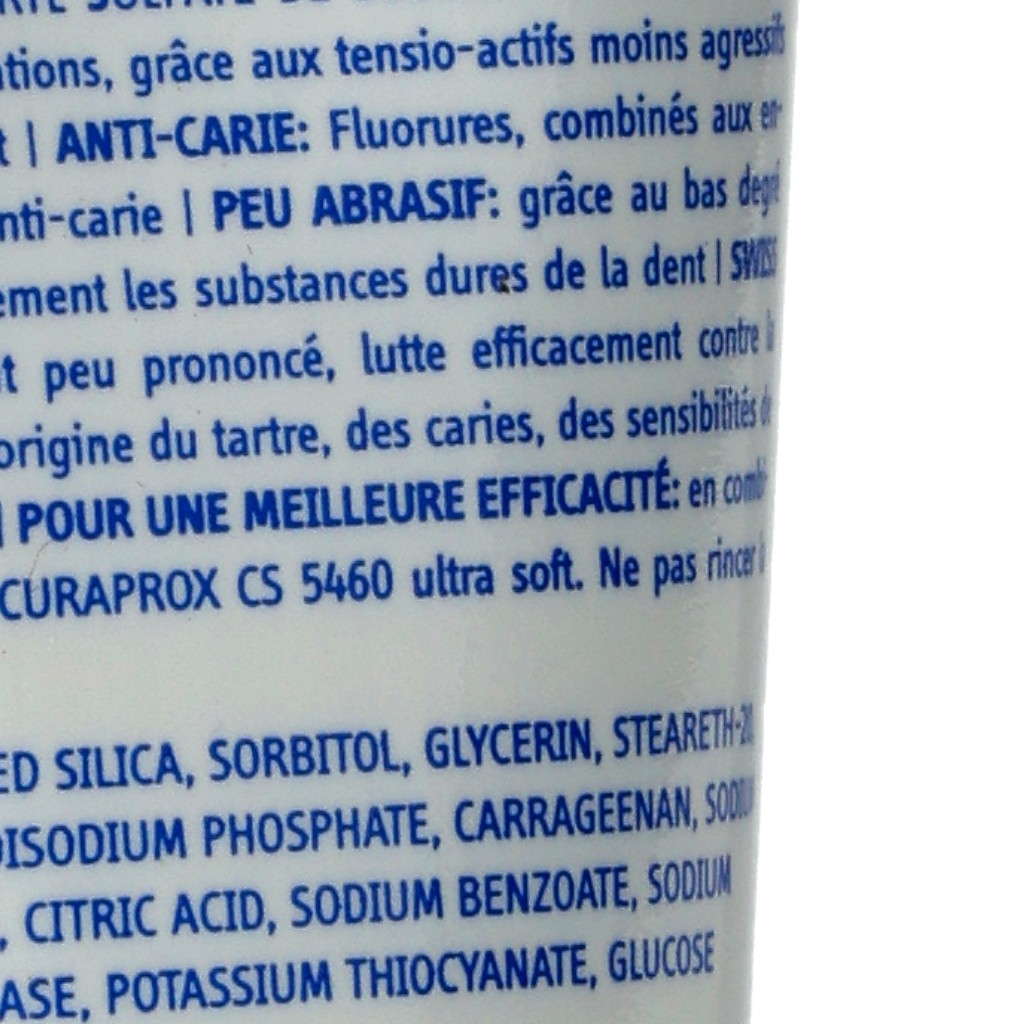 SULFATE DE
ations, grâce aux tensio-actifs moins agressifs
t | ANTI-CARIE: Fluorures, combinés aux en-
nti-carie | PEU ABRASIF: grâce au bas degré
ement les substances dures de la dent | SWISS
t peu prononcé, lutte efficacement contre
origine du tartre, des caries, des sensibilités
| POUR UNE MEILLEURE EFFICACITÉ: en combi-
CURAPROX CS 5460 ultra soft. Ne pas rincer
ED SILICA, SORBITOL, GLYCERIN, STEARETH-20,
DISODIUM PHOSPHATE, CARRAGEENAN, SODIUM
, CITRIC ACID, SODIUM BENZOATE, SODIUM
ASE, POTASSIUM THIOCYANATE, GLUCOSE